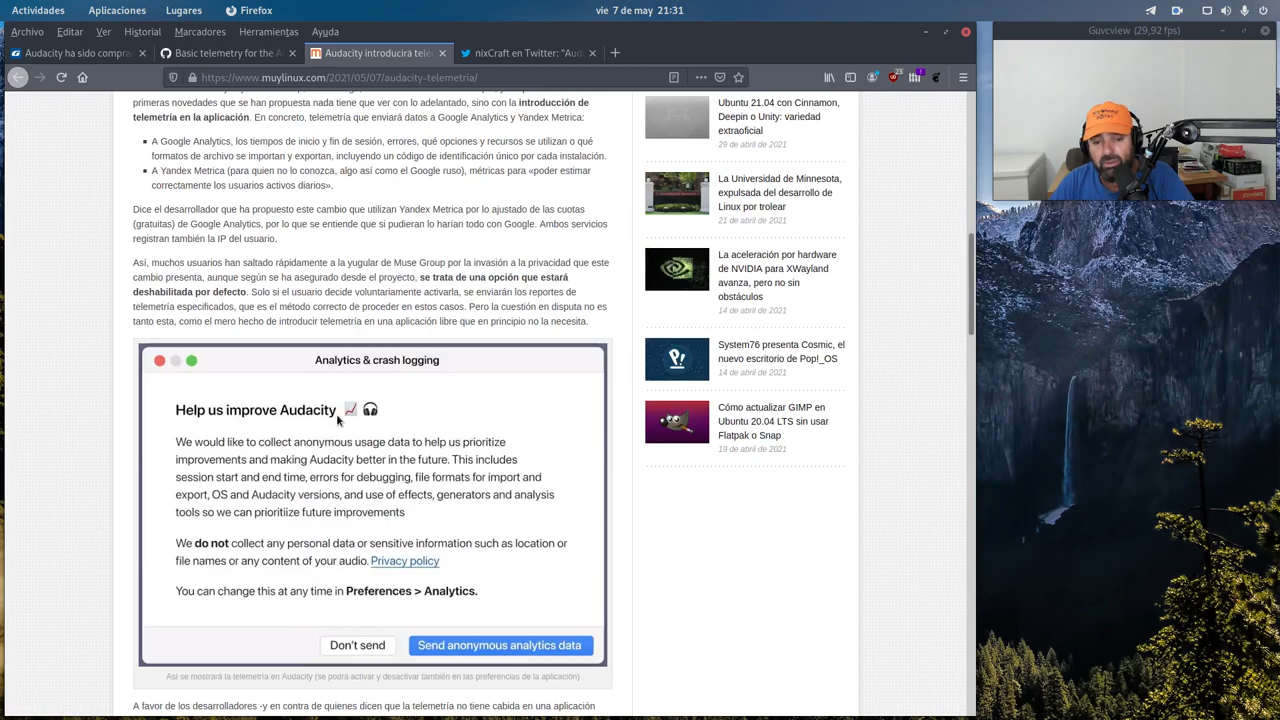 Actividades
Aplicaciones
Lugares
Firefox
vie 7 de may 21:31
Archivo Editar Ver Historial Marcadores Herramientas Ayuda
Guvcview (29,92 fps)
Audacity ha sido compra
Basic telemetry for the A
Audacity introducirá tele
nixCraft en Twitter: "Aud
https://www.muylinux.com/2021/05/07/audacity-telemetria/
23
1
primeras novedades que se han propuesta nada tiene que ver con lo adelantado, sino con la introducción de
telemetría en la aplicación. En concreto, telemetría que enviará datos a Google Analytics y Yandex Metrica:
A Google Analytics, los tiempos de inicio y fin de sesión, errores, qué opciones y recursos se utilizan o qué
formatos de archivo se importan y exportan, incluyendo un código de identificación único por cada instalación.
A Yandex Metrica (para quien no lo conozca, algo así como el Google ruso), métricas para «poder estimar
correctamente los usuarios activos diarios».
Dice el desarrollador que ha propuesto este cambio que utilizan Yandex Metrica por lo ajustado de las cuotas
(gratuitas) de Google Analytics, por lo que se entiende que si pudieran lo harían todo con Google. Ambos servicios
registran también la IP del usuario.
Así, muchos usuarios han saltado rápidamente a la yugular de Muse Group por la invasión a la privacidad que este
cambio presenta, aunque según se ha asegurado desde el proyecto, se trata de una opción que estará
deshabilitada por defecto. Solo si el usuario decide voluntariamente activarla, se enviarán los reportes de
telemetría especificados, que es el método correcto de proceder en estos casos. Pero la cuestión en disputa no es
tanto esta, como el mero hecho de introducir telemetría en una aplicación libre que en principio no la necesita.
Analytics & crash logging
Help us improve Audacity
We would like to collect anonymous usage data to help us prioritize
improvements and making Audacity better in the future. This includes
session start and end time, errors for debugging, file formats for import and
export, OS and Audacity versions, and use of effects, generators and analysis
tools so we can prioritiize future improvements
We do not collect any personal data or sensitive information such as location or
file names or any content of your audio. Privacy policy
You can change this at any time in Preferences > Analytics.
Don't send
Send anonymous analytics data
Así se mostrará la telemetría en Audacity (se podrá activar y desactivar también en las preferencias de la aplicación)
A favor de los desarrolladores -y en contra de quienes dicen que la telemetría no tiene cabida en una aplicación
Ubuntu 21.04 con Cinnamon,
Deepin o Unity: variedad
extraoficial
29 de abril de 2021
La Universidad de Minnesota,
expulsada del desarrollo de
Linux por trolear
21 de abril de 2021
La aceleración por hardware
de NVIDIA para XWayland
avanza, pero no sin
obstáculos
14 de abril de 2021
System76 presenta Cosmic, el
nuevo escritorio de Pop!_OS
14 de abril de 2021
Cómo actualizar GIMP en
Ubuntu 20.04 LTS sin usar
Flatpak o Snap
19 de abril de 2021